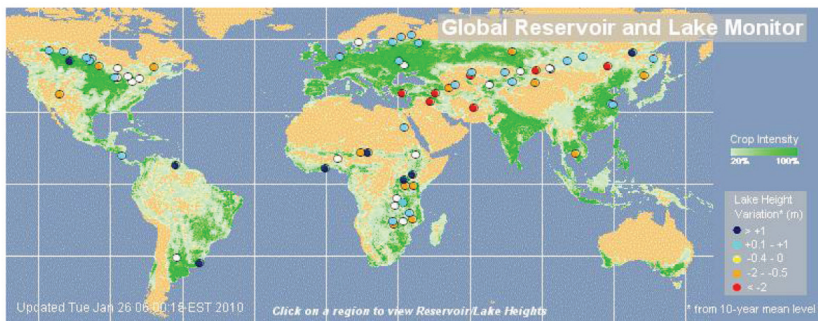 Global Reservoir and Lake Monitor
Crop Intensity
20% 100%
Lake Height
Variation* (m)
> +1
+0.1 - +1
-0.4 - 0
-2 - -0.5
< -2
Updated Tue Jan 26 06:00:18 EST 2010
Click on a region to view Reservoir/Lake Heights
* from 10-year mean level